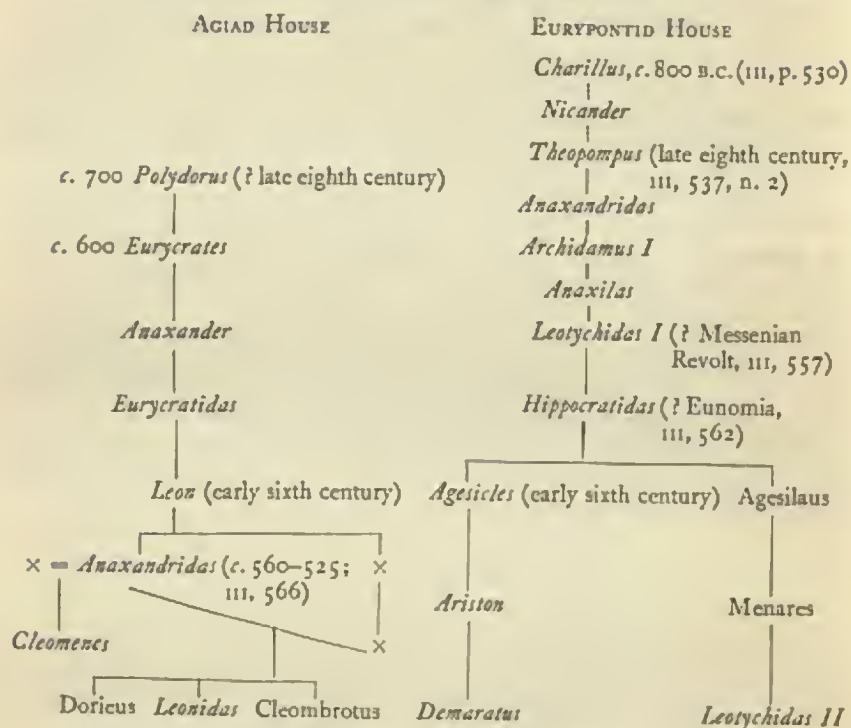 AGIAD HOUSE
c. 700 Polydorus (? late eighth century)
c. 600 Eurycrates
Anaxander
Eurycratidas
Leon (early sixth century)
× = Anaxandridas (c. 560–525; ×
III, 566)
Cleomenes
×
Dorieus Leonidas Cleombrotus
EURYPONTID HOUSE
Charillus, c. 800 B.C. (III, p. 530)
Nicander
Theopompus (late eighth century,
III, 537, n. 2)
Anaxandridas
Archidamus I
Anaxilas
Leotychidas I (? Messenian
Revolt, III, 557)
Hippocratidas (? Eunomia,
III, 562)
Agesicles (early sixth century) Agesilaus
Ariston Menares
Demaratus Leotychidas II